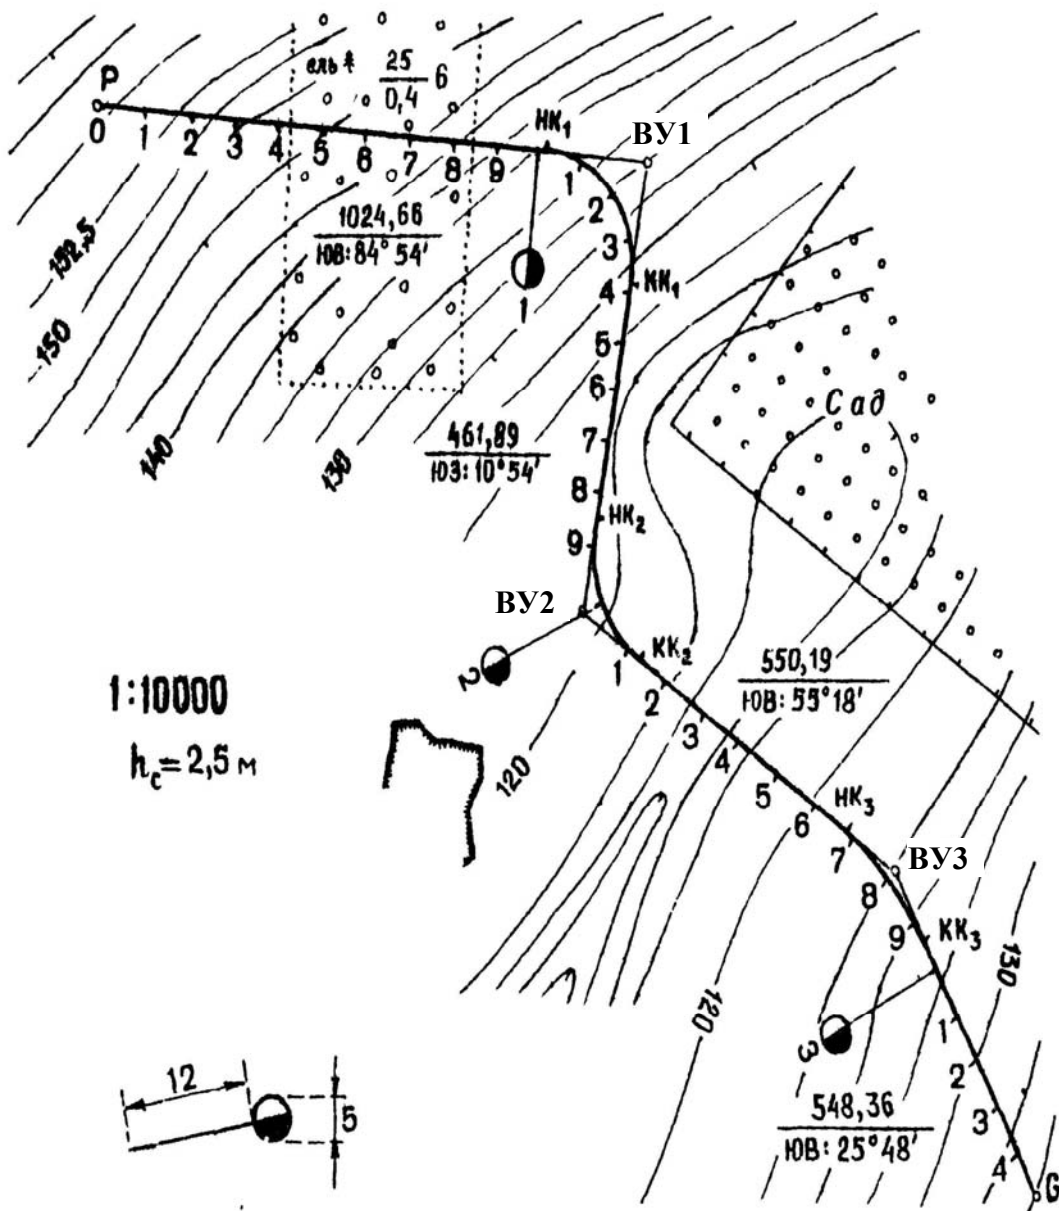 ель 25 6
0,4
P
НК₁
ВУ1
0 1 2 3 4 5 6 7 8 9
1
2
1024,66
ЮВ: 84° 54'
3
152,5
КК₁
4
1
150
5
6
Сад
461,89
ЮЗ: 10° 54'
7
140
130
8
НК₂
9
ВУ2
КК₂
1
550,19
ЮВ: 55° 18'
2
2
1:10000
3
hс = 2,5 м
4
120
5
НК₃
6
7
ВУ3
8
9
КК₃
130
120
3
1
12
2
5
548,36
ЮВ: 25° 48'
3
4
G